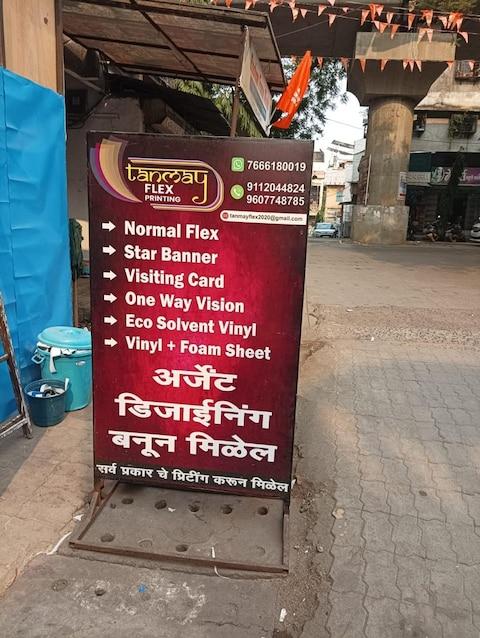 tanmay
FLEX
PRINTING
7666180019
9112044824
9607748785
tanmayflex2020@gmail.com
Normal Flex
Star Banner
Visiting Card
One Way Vision
Eco Solvent Vinyl
Vinyl + Foam Sheet
अर्जेट
डिजाईनिंग
बनून मिळेल
सर्व प्रकार चे प्रिटींग करून मिळेल